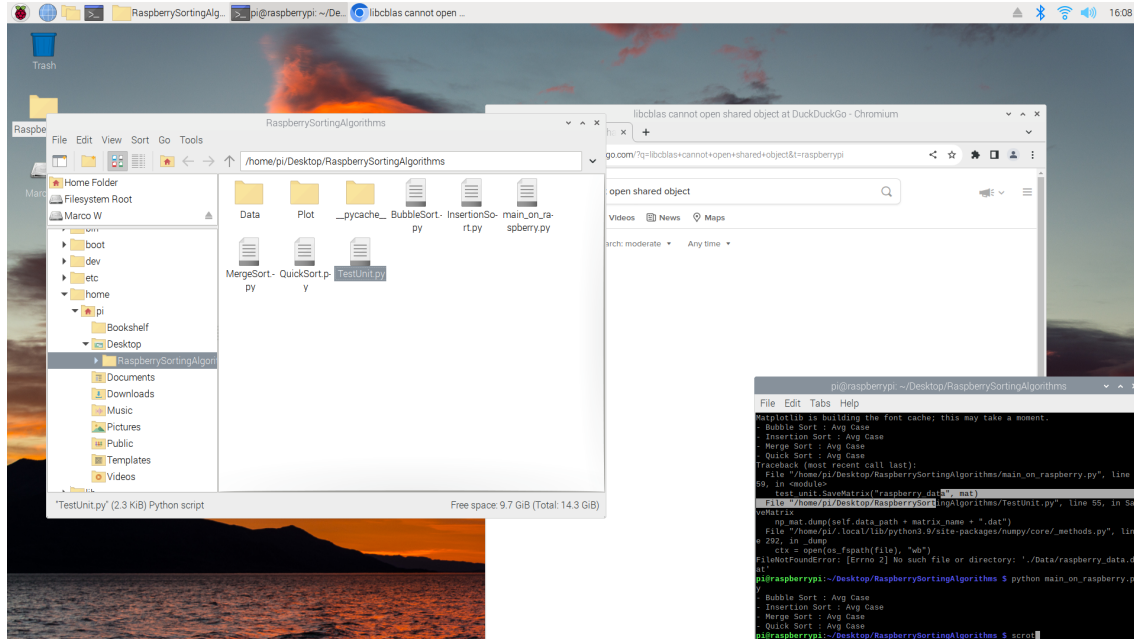 RaspberrySortingAlg...
pi@raspberrypi: ~/De...
libcblas cannot open ...
16:08
Trash
Raspbe
Marc
RaspberrySortingAlgorithms
File Edit View Sort Go Tools
/home/pi/Desktop/RaspberrySortingAlgorithms
Home Folder
Filesystem Root
Marco W
bin
boot
dev
etc
home
pi
Bookshelf
Desktop
RaspberrySortingAlgorit
Documents
Downloads
Music
Pictures
Public
Templates
Videos
lib
Data
Plot
__pycache__
BubbleSort.-
py
InsertionSo-
rt.py
main_on_ra-
spberry.py
MergeSort.-
py
QuickSort.p-
y
TestUnit.py
"TestUnit.py" (2.3 KiB) Python script
Free space: 9.7 GiB (Total: 14.3 GiB)
libcblas cannot open shared object at DuckDuckGo - Chromium
go.com/?q=libcblas+cannot+open+shared+object&t=raspberrypi
open shared object
Videos News Maps
arch: moderate Any time
pi@raspberrypi: ~/Desktop/RaspberrySortingAlgorithms
File Edit Tabs Help
Matplotlib is building the font cache; this may take a moment.
- Bubble Sort : Avg Case
- Insertion Sort : Avg Case
- Merge Sort : Avg Case
- Quick Sort : Avg Case
Traceback (most recent call last):
File "/home/pi/Desktop/RaspberrySortingAlgorithms/main_on_raspberry.py", line
59, in <module>
test_unit.SaveMatrix("raspberry_data", mat)
File "/home/pi/Desktop/RaspberrySortingAlgorithms/TestUnit.py", line 55, in Sa
veMatrix
np_mat.dump(self.data_path + matrix_name + ".dat")
File "/home/pi/.local/lib/python3.9/site-packages/numpy/core/_methods.py", lin
e 292, in _dump
ctx = open(os_fspath(file), "wb")
FileNotFoundError: [Errno 2] No such file or directory: './Data/raspberry_data.d
at'
pi@raspberrypi:~/Desktop/RaspberrySortingAlgorithms $ python main_on_raspberry.p
y
- Bubble Sort : Avg Case
- Insertion Sort : Avg Case
- Merge Sort : Avg Case
- Quick Sort : Avg Case
pi@raspberrypi:~/Desktop/RaspberrySortingAlgorithms $ scrot